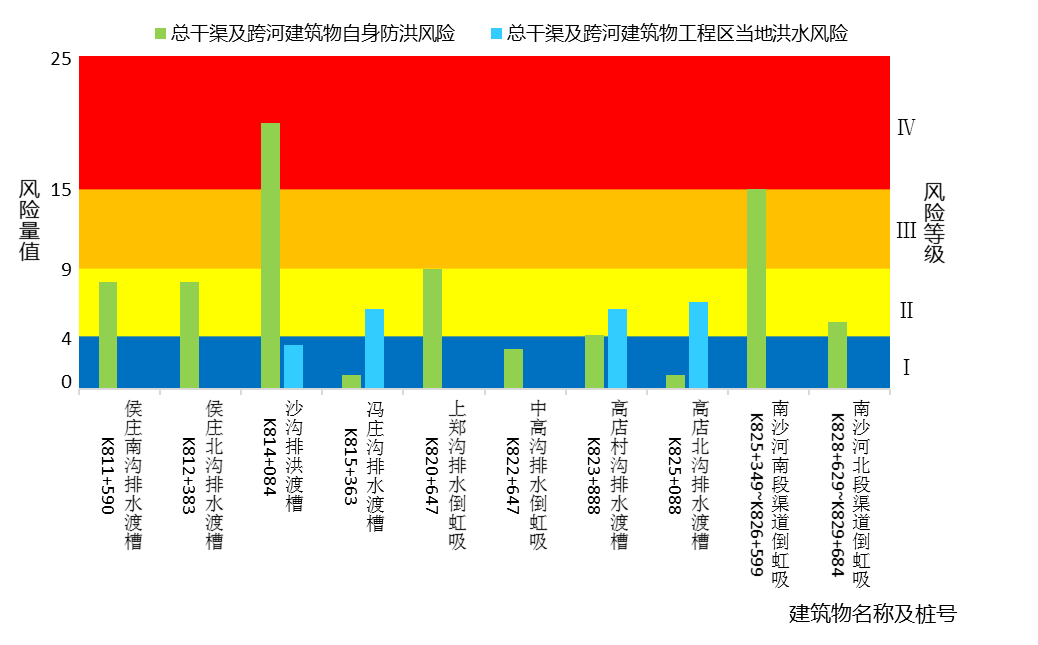 总干渠及跨河建筑物自身防洪风险
总干渠及跨河建筑物工程区当地洪水风险
25
15
9
4
0
风险量值
Ⅳ
Ⅲ
Ⅱ
Ⅰ
风险等级
侯庄南沟排水渡槽
K811+590
侯庄北沟排水渡槽
K812+383
沙沟排洪渡槽
K814+084
冯庄沟排水渡槽
K815+363
上郑沟排水倒虹吸
K820+647
中高沟排水倒虹吸
K822+647
高店村沟排水渡槽
K823+888
高店北沟排水渡槽
K825+088
南沙河南段渠道倒虹吸
K825+349~K826+599
南沙河北段渠道倒虹吸
K828+629~K829+684
建筑物名称及桩号